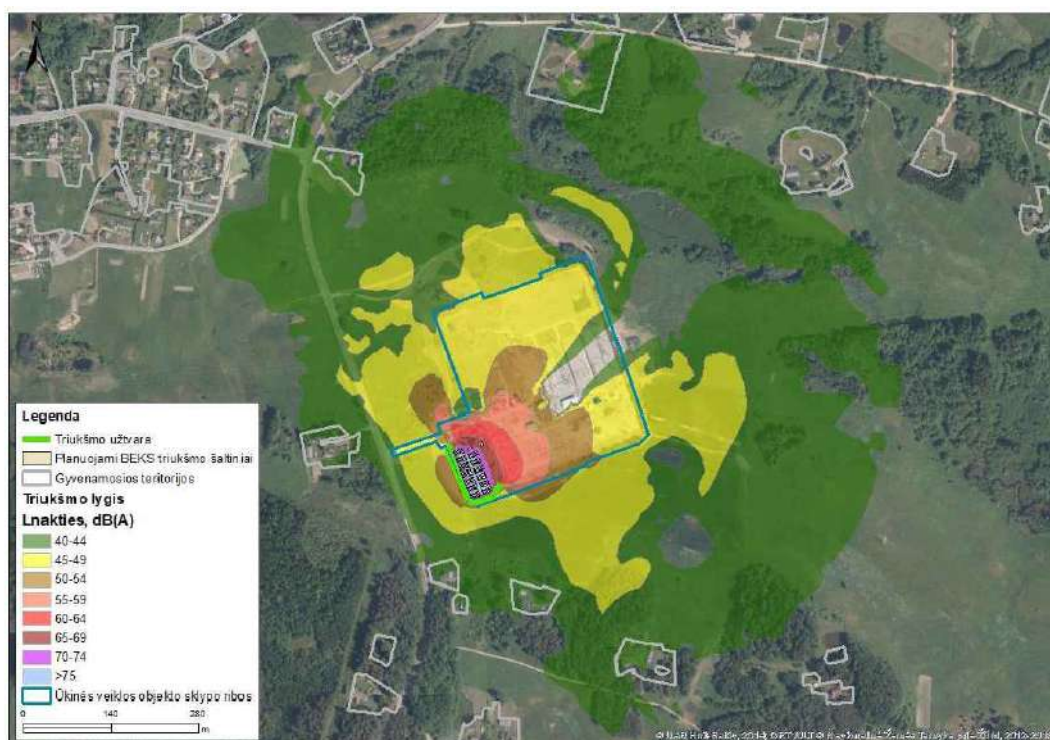 Legenda
Triukšmo užtvara
Planuojami BEKS triukšmo šaltiniai
Gyvenamosios teritorijos
Triukšmo lygis
Lnakties, dB(A)
40-44
45-49
50-54
55-59
60-64
65-69
70-74
>75
Ūkinės veiklos objekto sklypo ribos
0 140 280
m